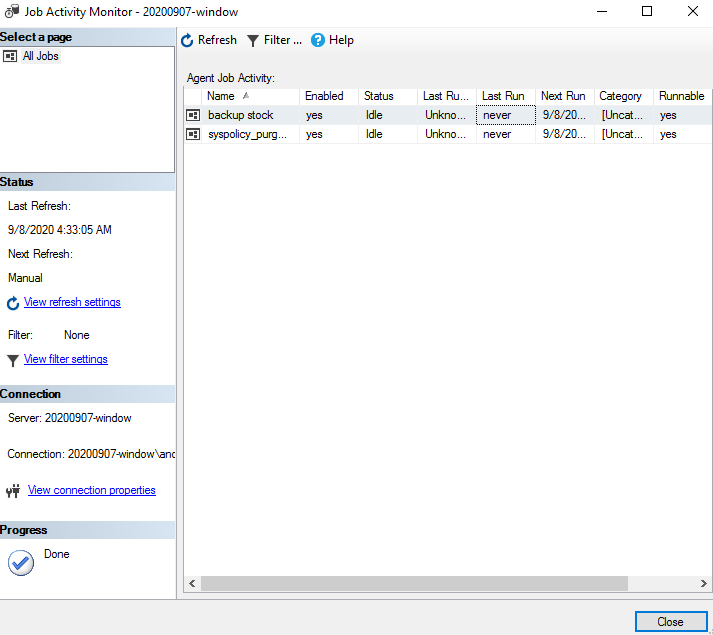 Job Activity Monitor - 20200907-window
Select a page
All Jobs
Status
Last Refresh:
9/8/2020 4:33:05 AM
Next Refresh:
Manual
View refresh settings
Filter: None
View filter settings
Connection
Server: 20200907-window
Connection: 20200907-window\and
View connection properties
Progress
Done
Refresh Filter ... Help
Agent Job Activity:
Name Enabled Status Last Ru... Last Run Next Run Category Runnable
backup stock yes Idle Unkno... never 9/8/20... [Uncat... yes
syspolicy_purg... yes Idle Unkno... never 9/8/20... [Uncat... yes
Close